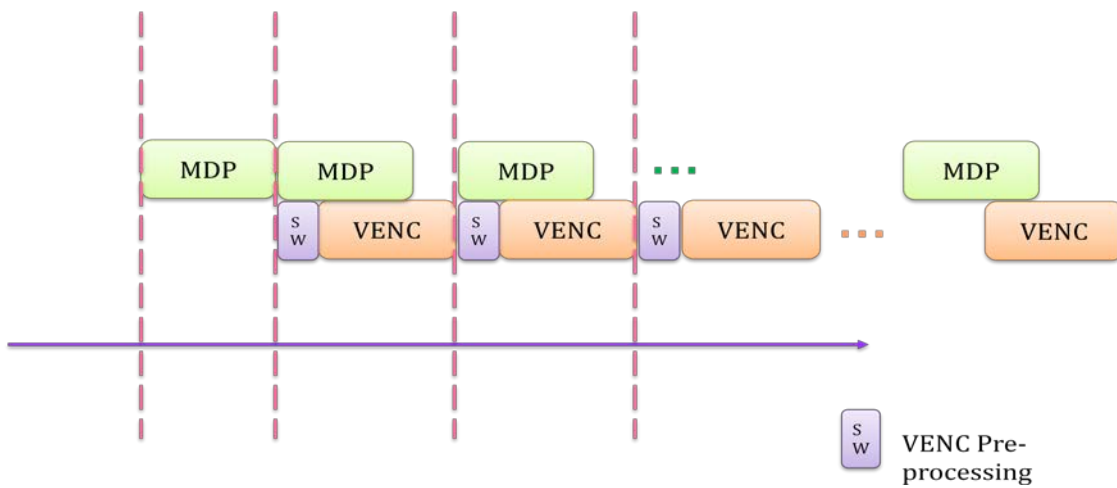 MDP
MDP
MDP
MDP
S
W
VENC
S
W
VENC
S
W
VENC
VENC
S
W
VENC Pre-
processing